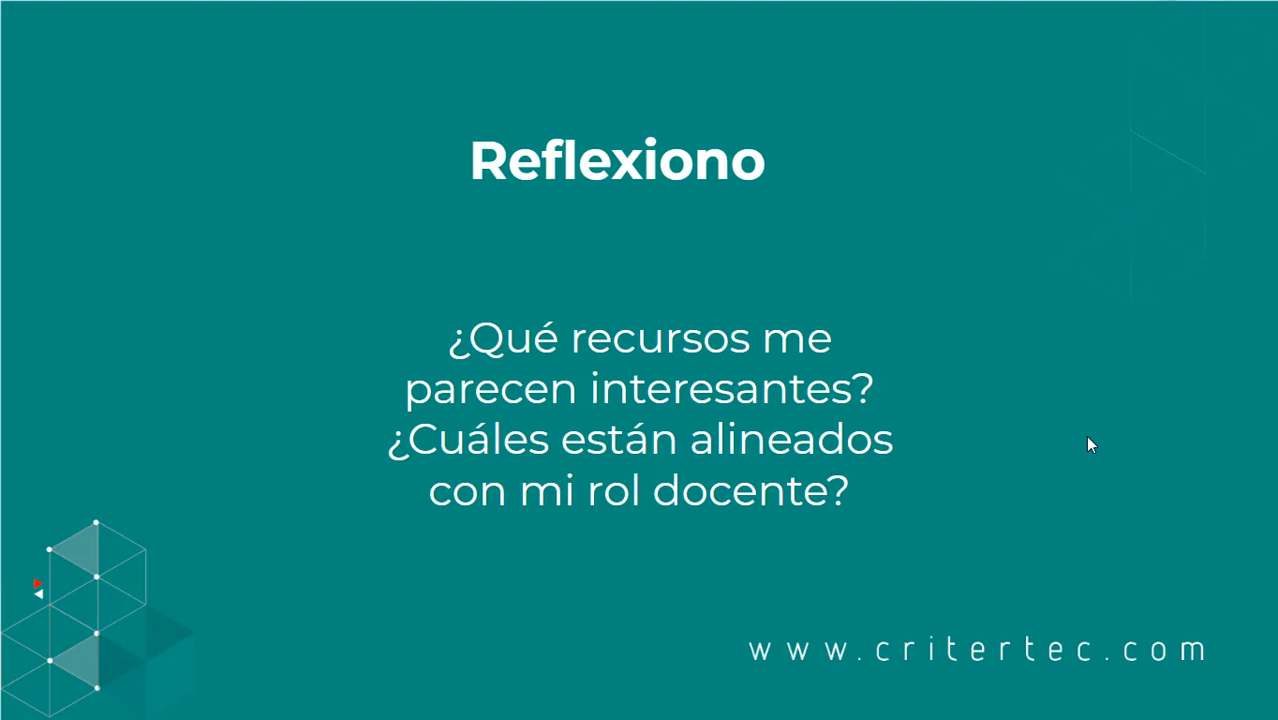 Reflexiono
¿Qué recursos me
parecen interesantes?
¿Cuáles están alineados
con mi rol docente?
www.critertec.com